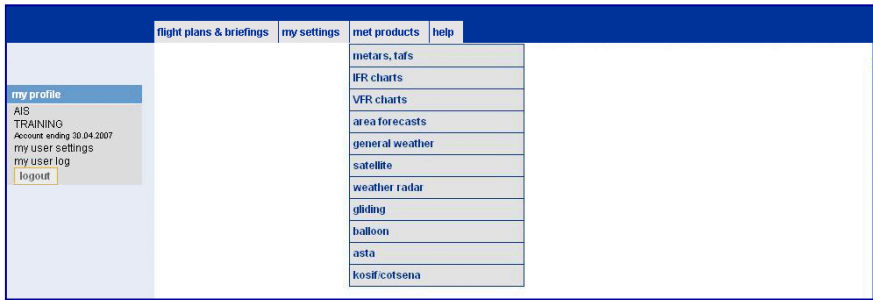 flight plans & briefings my settings met products help
metars, tafs
IFR charts
VFR charts
area forecasts
general weather
satellite
weather radar
gliding
balloon
asta
kosif/cotsena
my profile
AIS
TRAINING
Account ending 30.04.2007
my user settings
my user log
logout